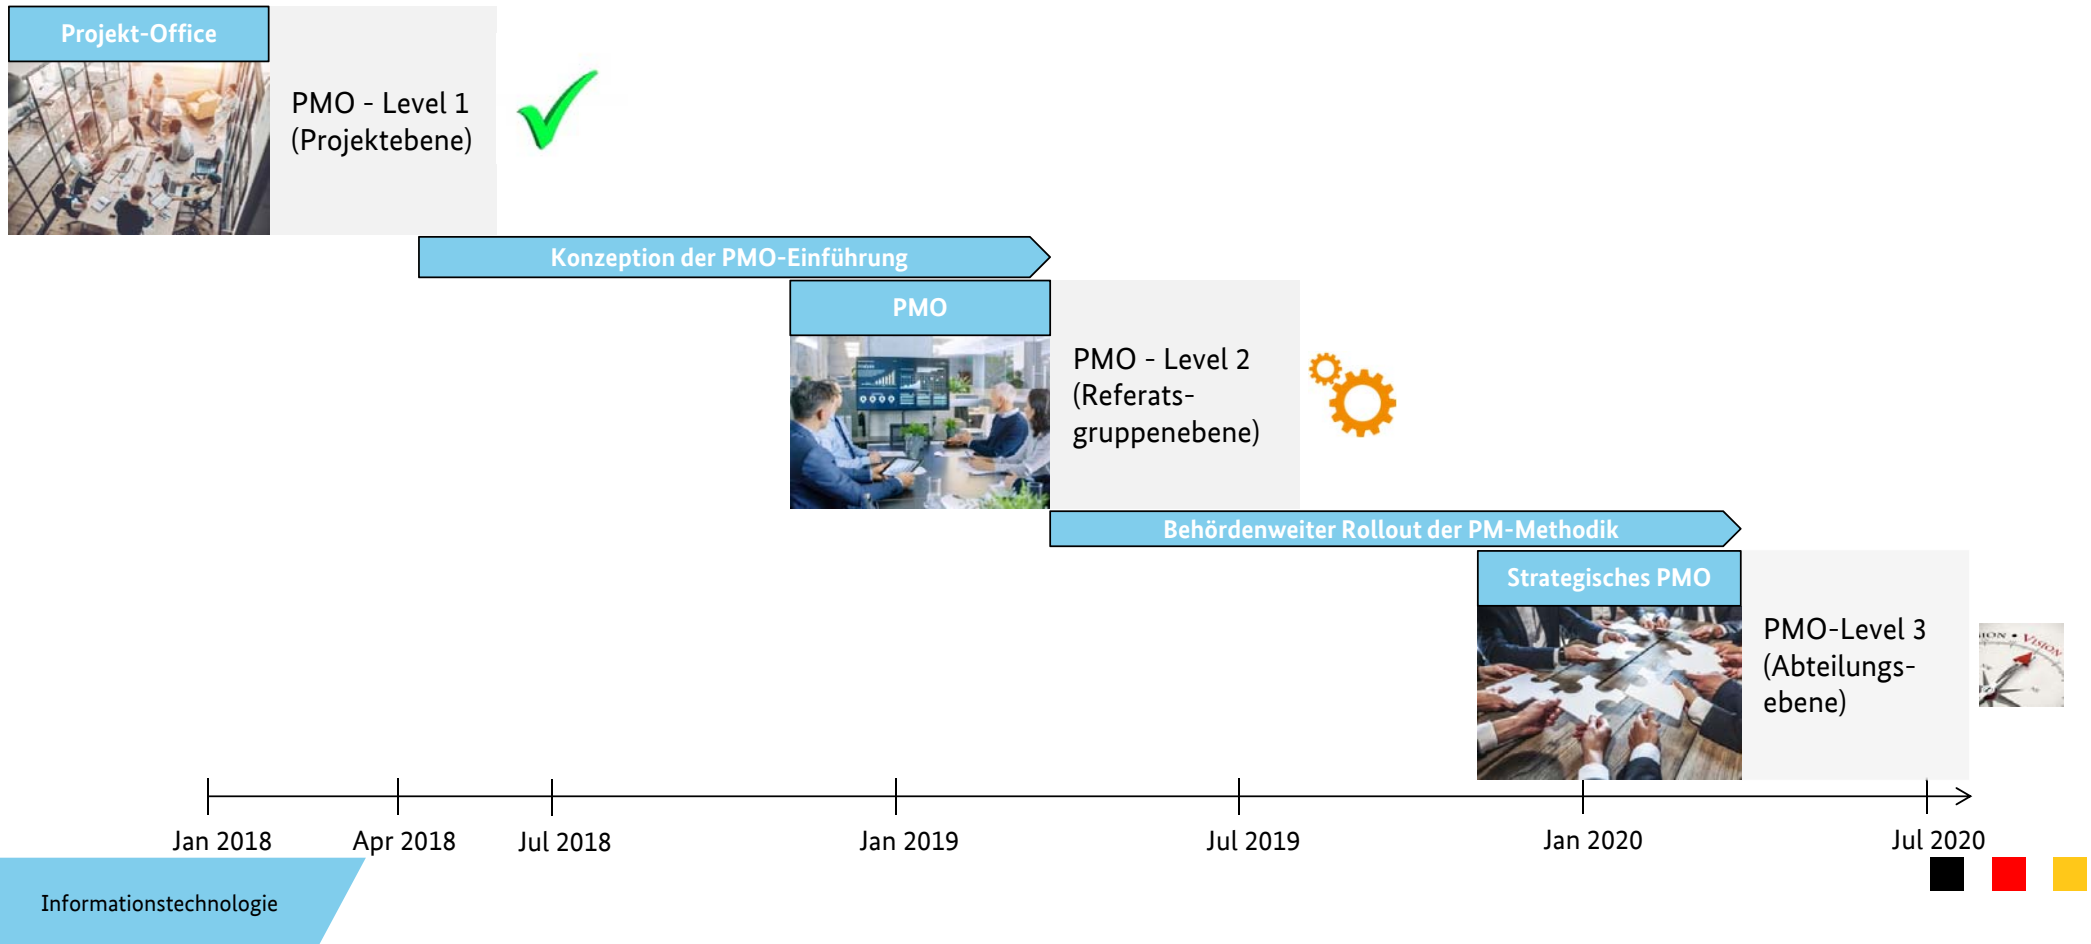 Projekt-Office
PMO - Level 1
(Projektebene)
Konzeption der PMO-Einführung
PMO
PMO - Level 2
(Referats-
gruppenebene)
Behördenweiter Rollout der PM-Methodik
Strategisches PMO
PMO-Level 3
(Abteilungs-
ebene)
VISION
Jan 2018
Apr 2018
Jul 2018
Jan 2019
Jul 2019
Jan 2020
Jul 2020
Informationstechnologie